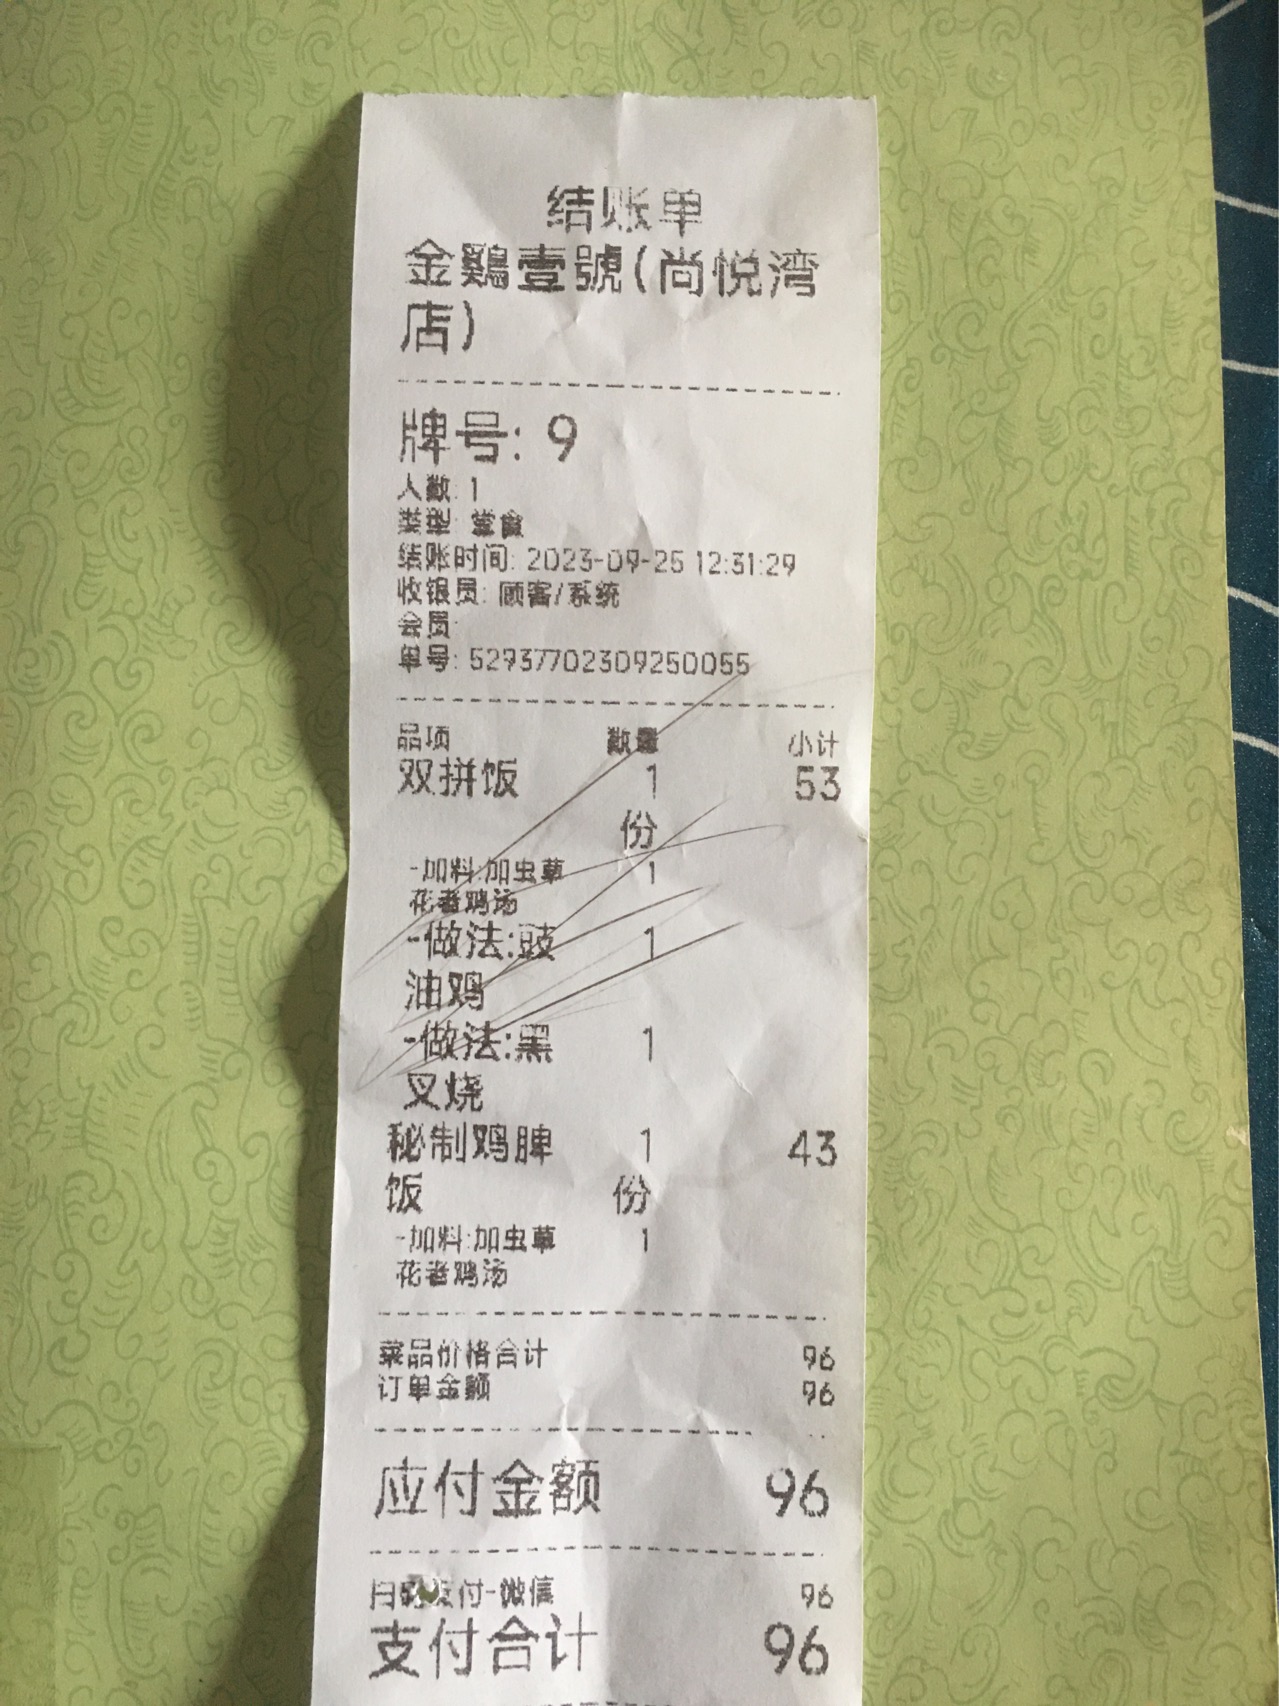 结账单
金鷄壹號(尚悦湾
店)
牌号: 9
人数: 1
类型: 堂食
结账时间: 2023-09-25 12:31:29
收银员: 顾客/系统
会员:
单号: 52937702309250055
品项 数量 小计
双拼饭 1 53
份
-加料:加虫草 1
花老鸡汤
-做法:豉 1
油鸡
-做法:黑 1
叉烧
秘制鸡脾 1 43
饭 份
-加料:加虫草 1
花老鸡汤
菜品价格合计 96
订单金额 96
应付金额 96
扫码支付-微信 96
支付合计 96